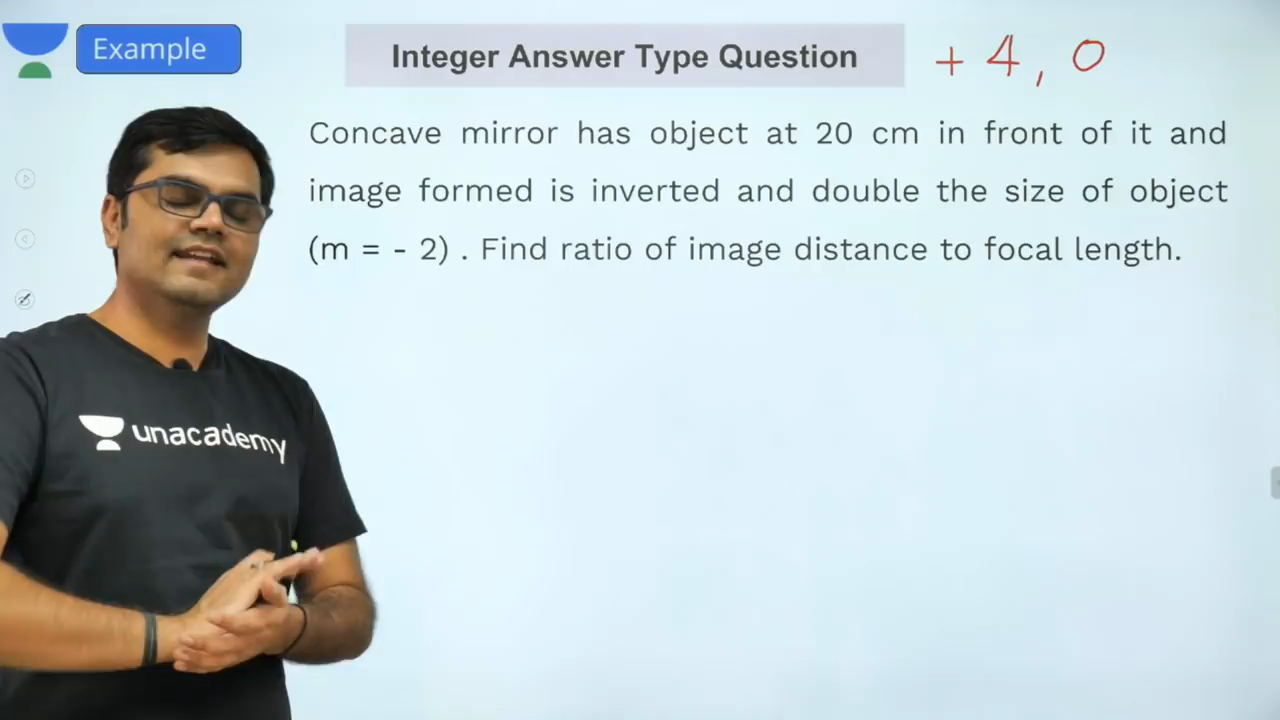 Example
Integer Answer Type Question + 4, 0
Concave mirror has object at 20 cm in front of it and
image formed is inverted and double the size of object
(m = - 2) . Find ratio of image distance to focal length.
unacademy